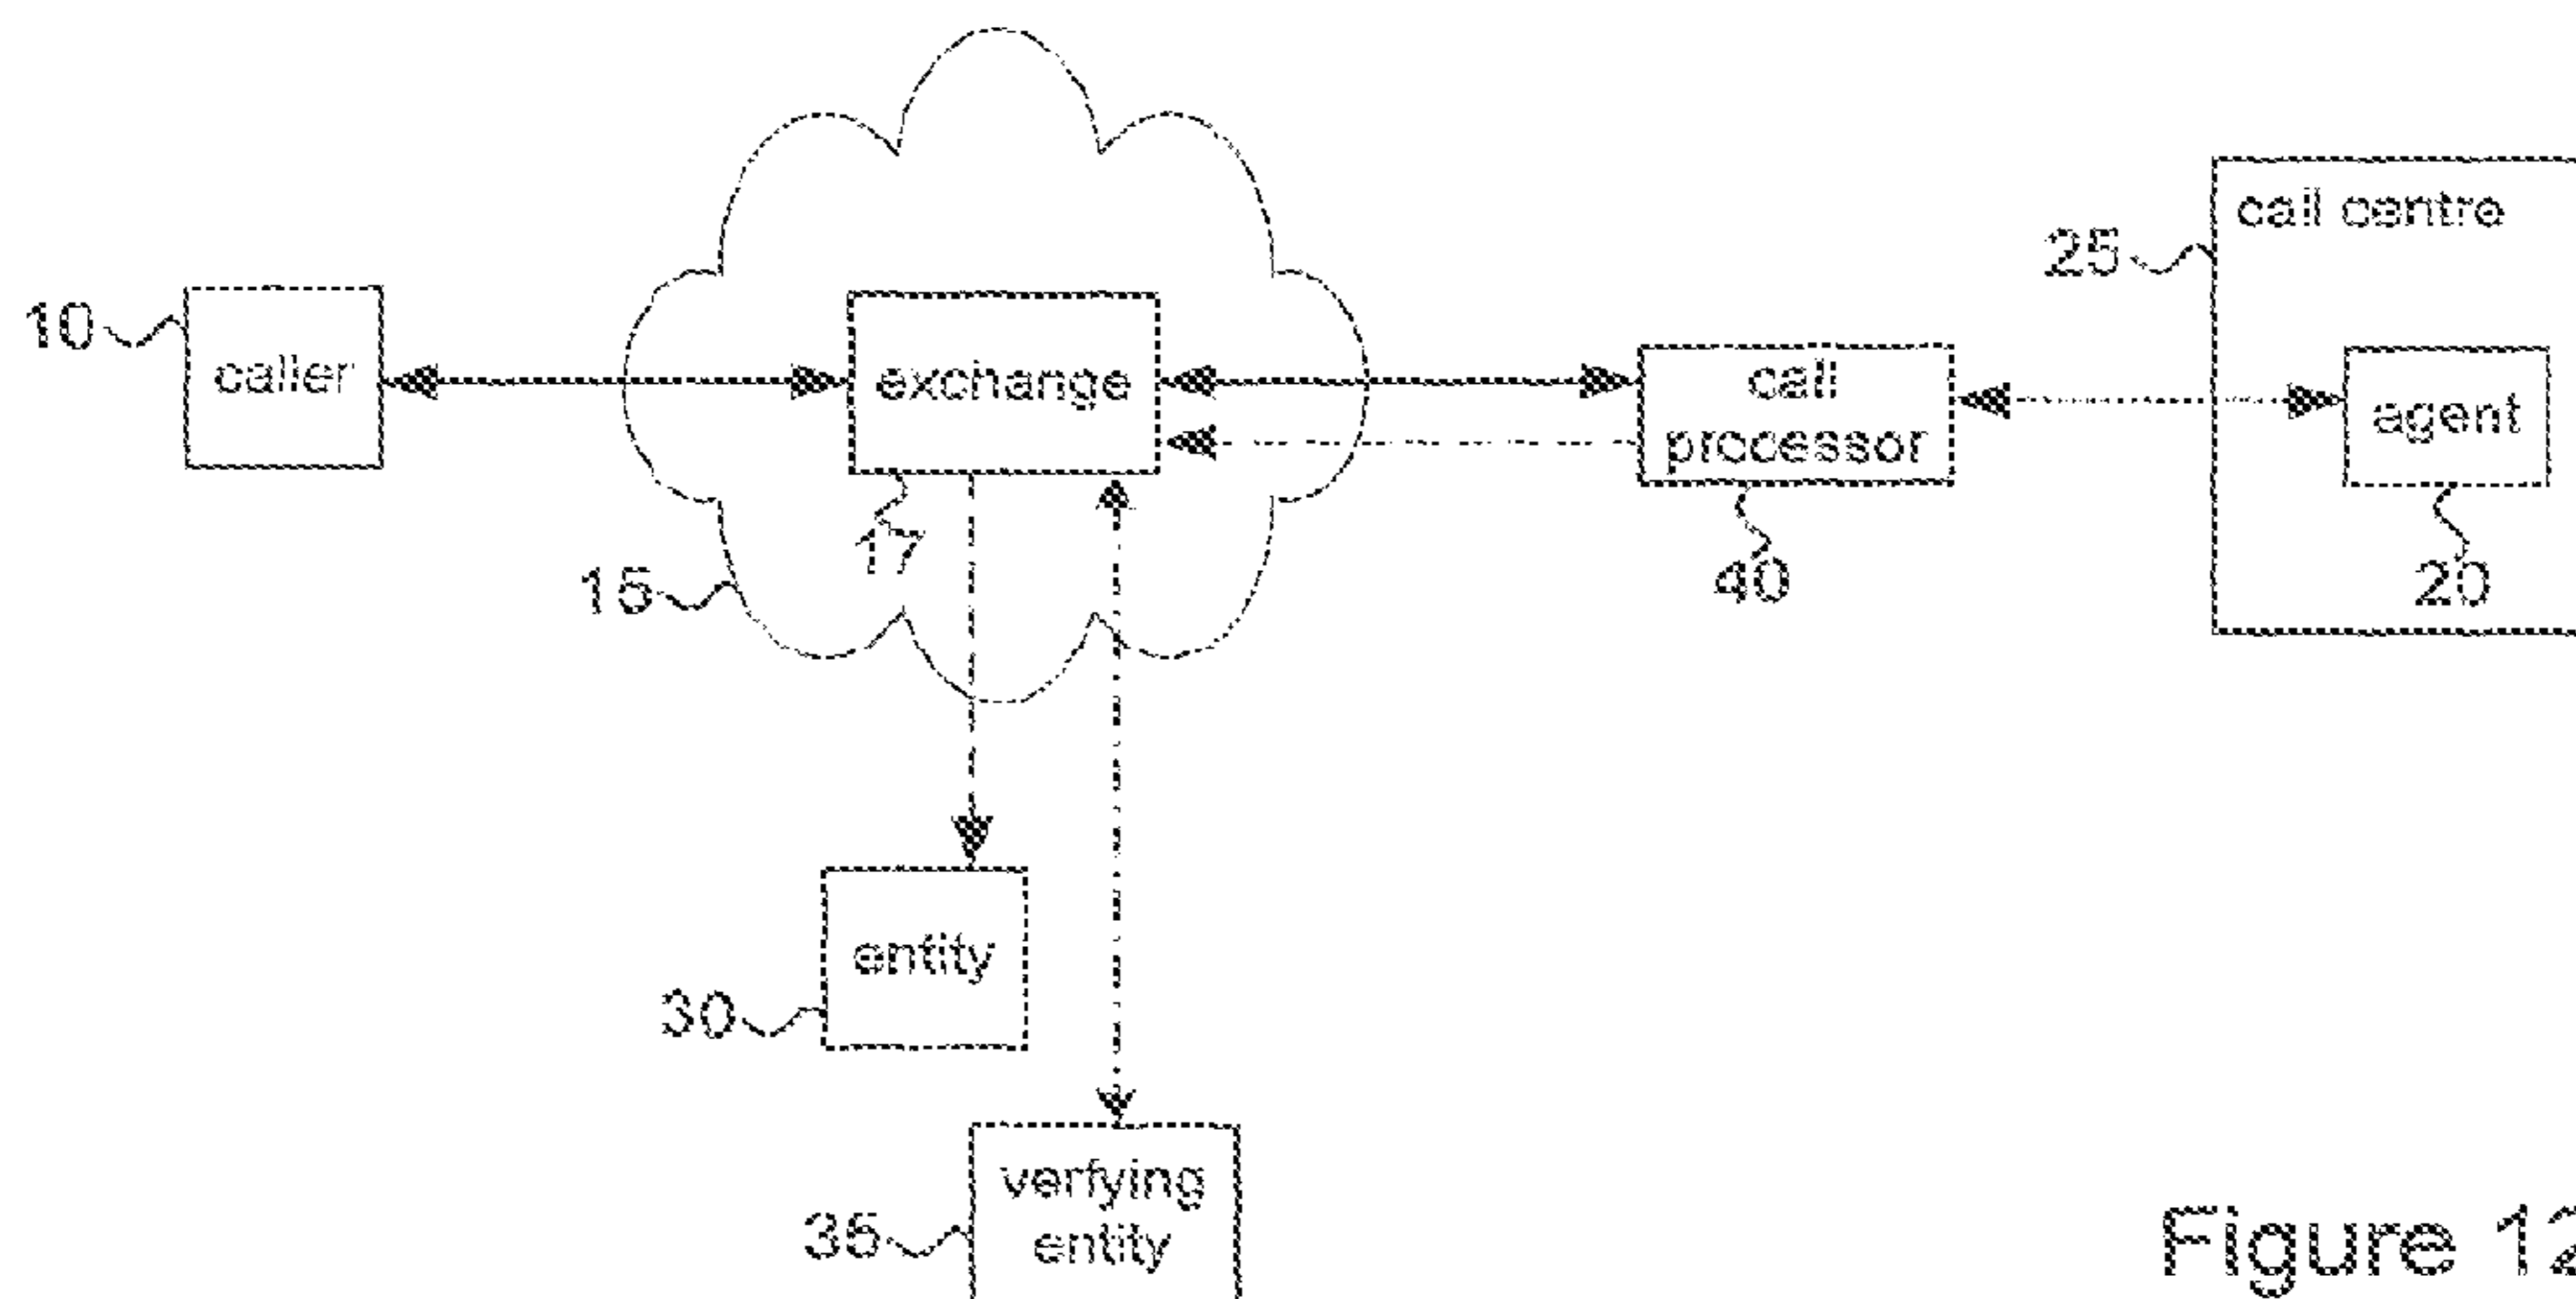 call centre
25
10
caller
exchange
call
processor
agent
17
15
40
20
entity
30
verfying
entity
35
Figure 12